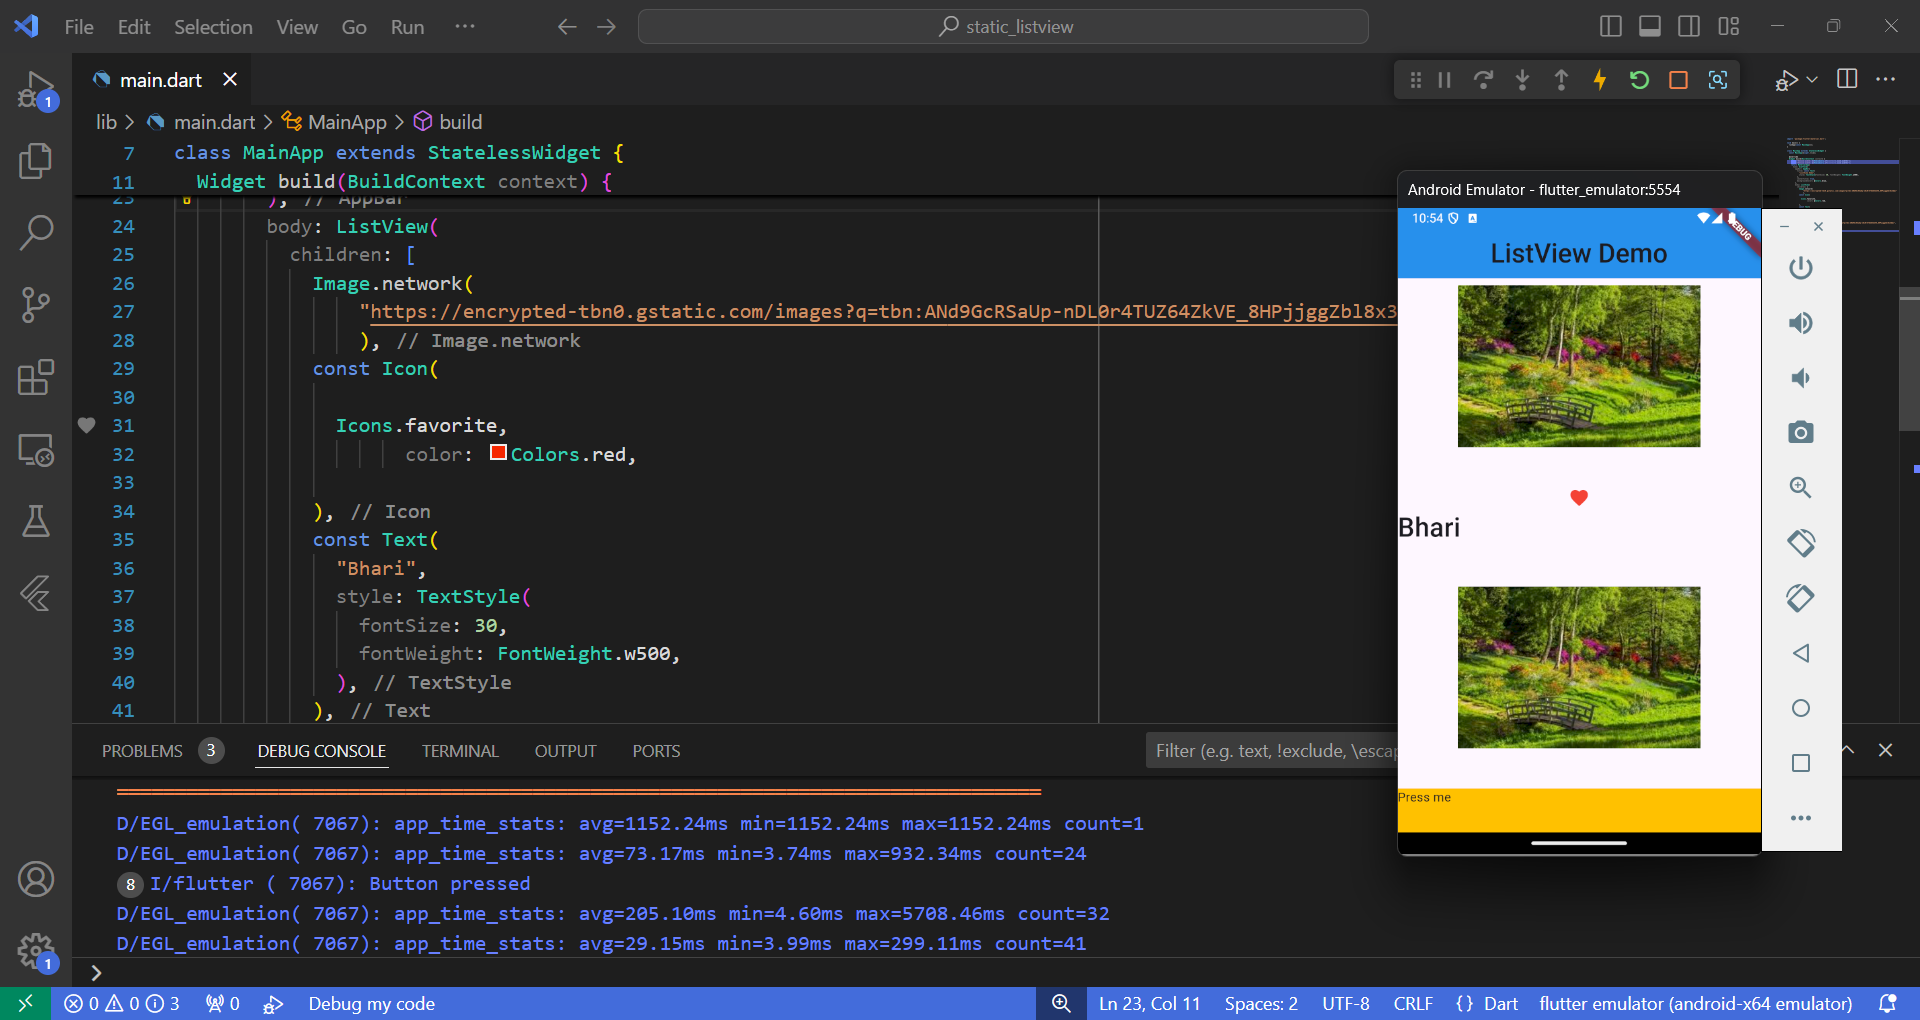 File Edit Selection View Go Run ··· static_listview
1
main.dart
lib > main.dart > MainApp > build
7 class MainApp extends StatelessWidget {
11 Widget build(BuildContext context) {
23 ), // AppBar
24 body: ListView(
25 children: [
26 Image.network(
27 "https://encrypted-tbn0.gstatic.com/images?q=tbn:ANd9GcRSaUp-nDL0r4TUZ64ZkVE_8HPjjggZbl8x3
28 ), // Image.network
29 const Icon(
30
31 Icons.favorite,
32 color: Colors.red,
33
34 ), // Icon
35 const Text(
36 "Bhari",
37 style: TextStyle(
38 fontSize: 30,
39 fontWeight: FontWeight.w500,
40 ), // TextStyle
41 ), // Text
Android Emulator - flutter_emulator:5554
10:54 A
DEBUG
ListView Demo
Bhari
Press me
PROBLEMS 3 DEBUG CONSOLE TERMINAL OUTPUT PORTS Filter (e.g. text, !exclude, \escap
D/EGL_emulation( 7067): app_time_stats: avg=1152.24ms min=1152.24ms max=1152.24ms count=1
D/EGL_emulation( 7067): app_time_stats: avg=73.17ms min=3.74ms max=932.34ms count=24
8 I/flutter ( 7067): Button pressed
D/EGL_emulation( 7067): app_time_stats: avg=205.10ms min=4.60ms max=5708.46ms count=32
D/EGL_emulation( 7067): app_time_stats: avg=29.15ms min=3.99ms max=299.11ms count=41
1
>
0 0 3 0 Debug my code Ln 23, Col 11 Spaces: 2 UTF-8 CRLF {} Dart flutter emulator (android-x64 emulator)